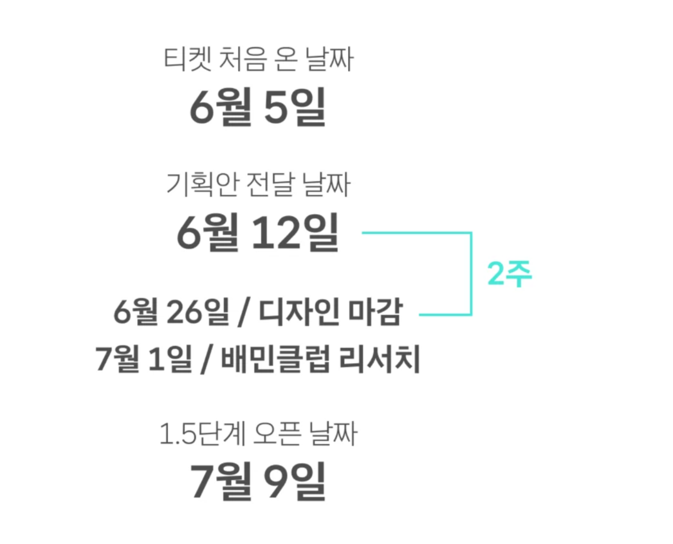 티켓 처음 온 날짜
6월 5일
기획안 전달 날짜
6월 12일
2주
6월 26일 / 디자인 마감
7월 1일 / 배민클럽 리서치
1.5단계 오픈 날짜
7월 9일